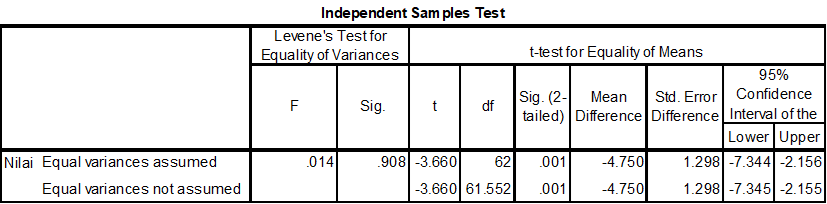 Independent Samples Test
Levene's Test for
Equality of Variances
t-test for Equality of Means
F
Sig.
t
df
Sig. (2-
tailed)
Mean
Difference
Std. Error
Difference
95%
Confidence
Interval of the
Lower Upper
Nilai Equal variances assumed .014 .908 -3.660 62 .001 -4.750 1.298 -7.344 -2.156
Equal variances not assumed -3.660 61.552 .001 -4.750 1.298 -7.345 -2.155